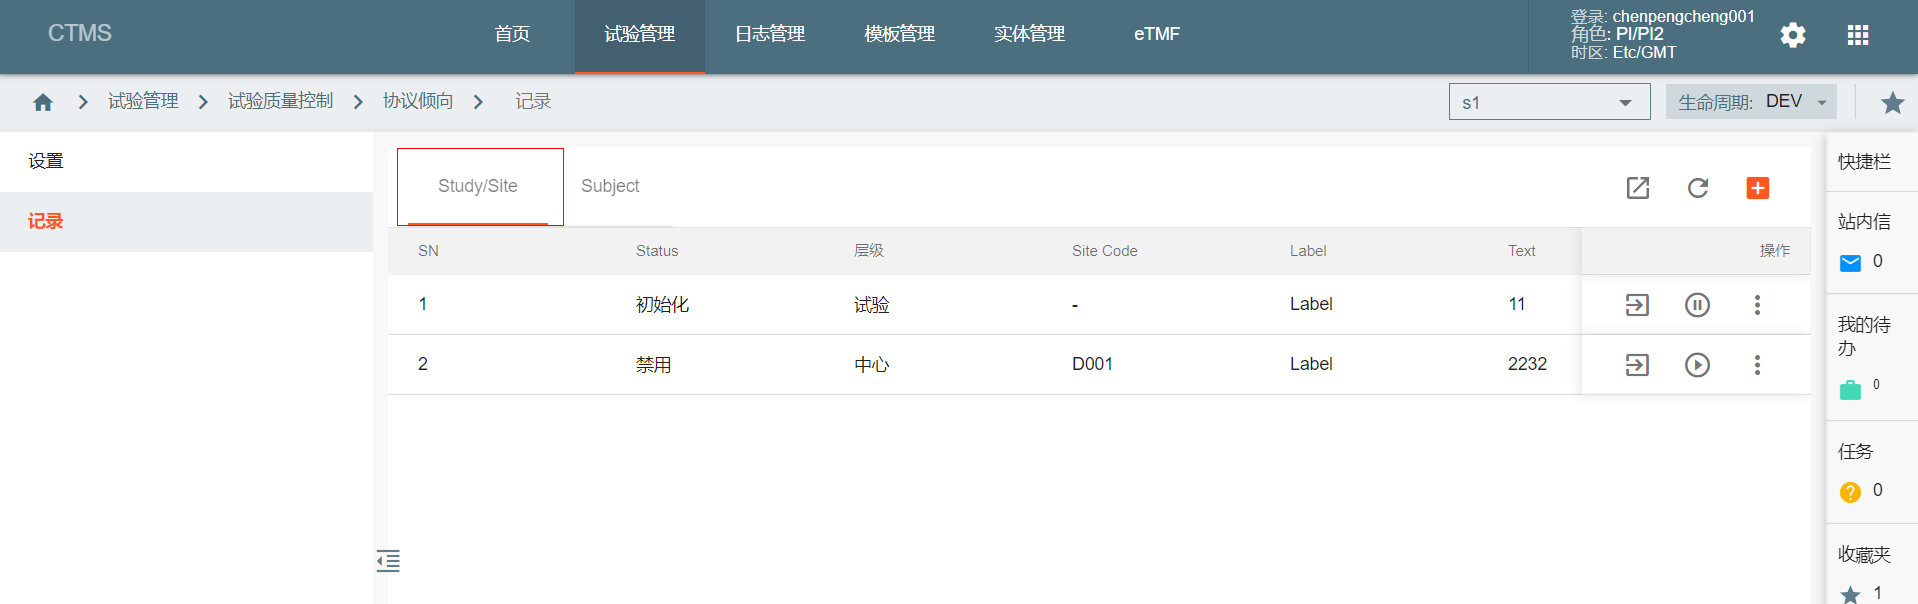 CTMS
首页
试验管理
日志管理
模板管理
实体管理
eTMF
登录: chenpengcheng001
角色: PI/PI2
时区: Etc/GMT
试验管理
试验质量控制
协议倾向
记录
s1
生命周期: DEV
设置
记录
Study/Site
Subject
SN Status 层级 Site Code Label Text 操作
1 初始化 试验 - Label 11
2 禁用 中心 D001 Label 2232
快捷栏
站内信
0
我的待
办
0
任务
0
收藏夹
1